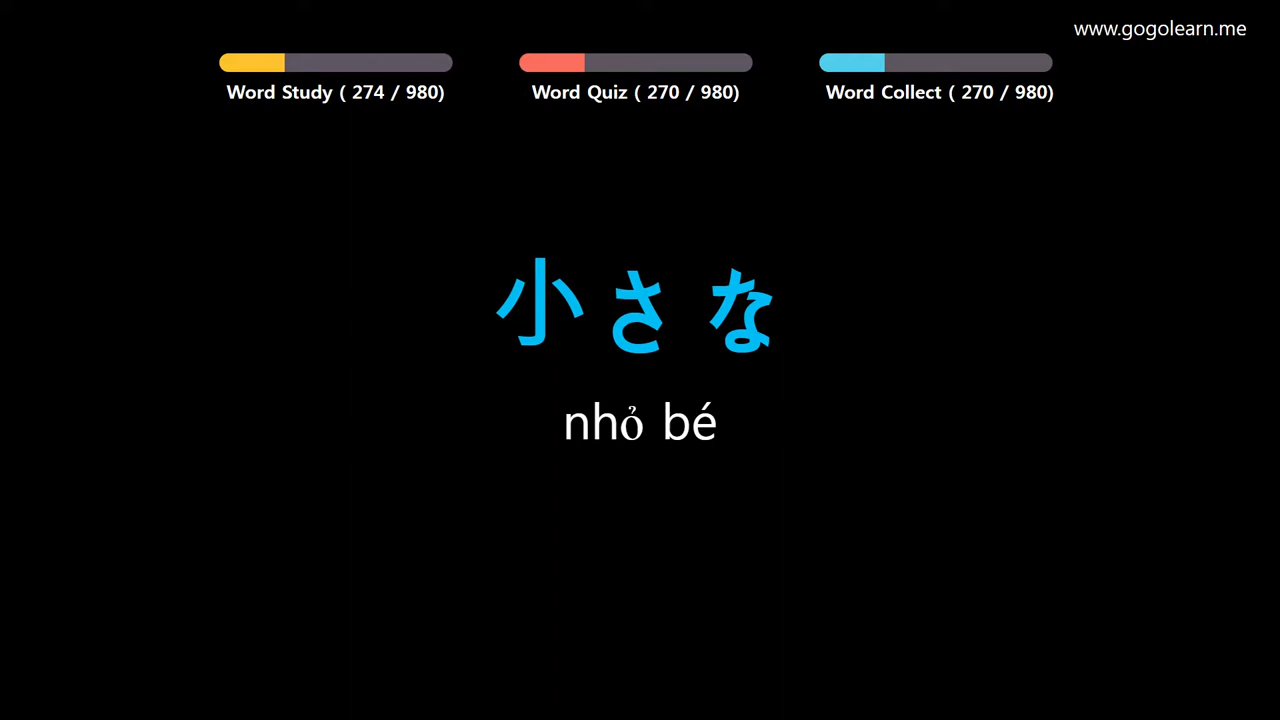 www.gogolearn.me
Word Study ( 274 / 980)
Word Quiz ( 270 / 980)
Word Collect ( 270 / 980)
小さな
nhỏ bé